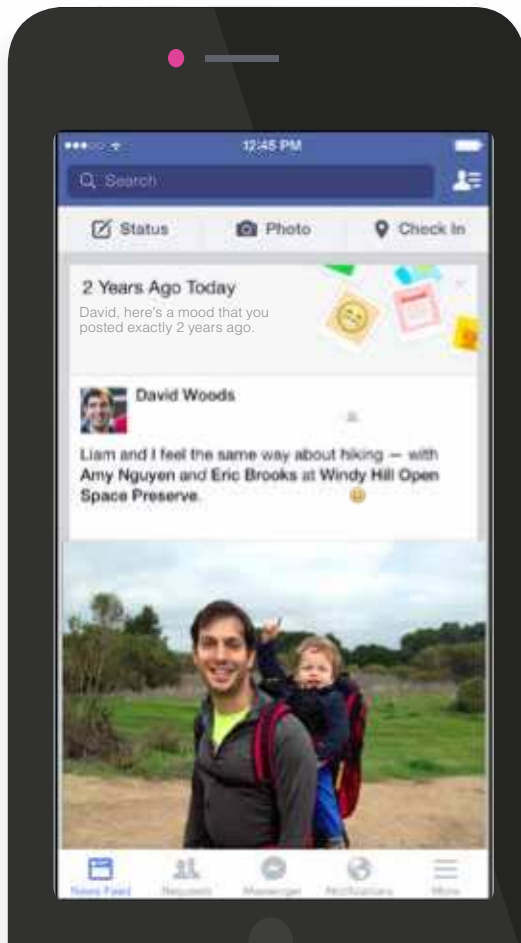 12:45 PM
Search
Status Photo Check In
2 Years Ago Today
David, here's a mood that you
posted exactly 2 years ago.
David Woods
Liam and I feel the same way about hiking — with
Amy Nguyen and Eric Brooks at Windy Hill Open
Space Preserve.
News Feed Requests Messenger Notifications More